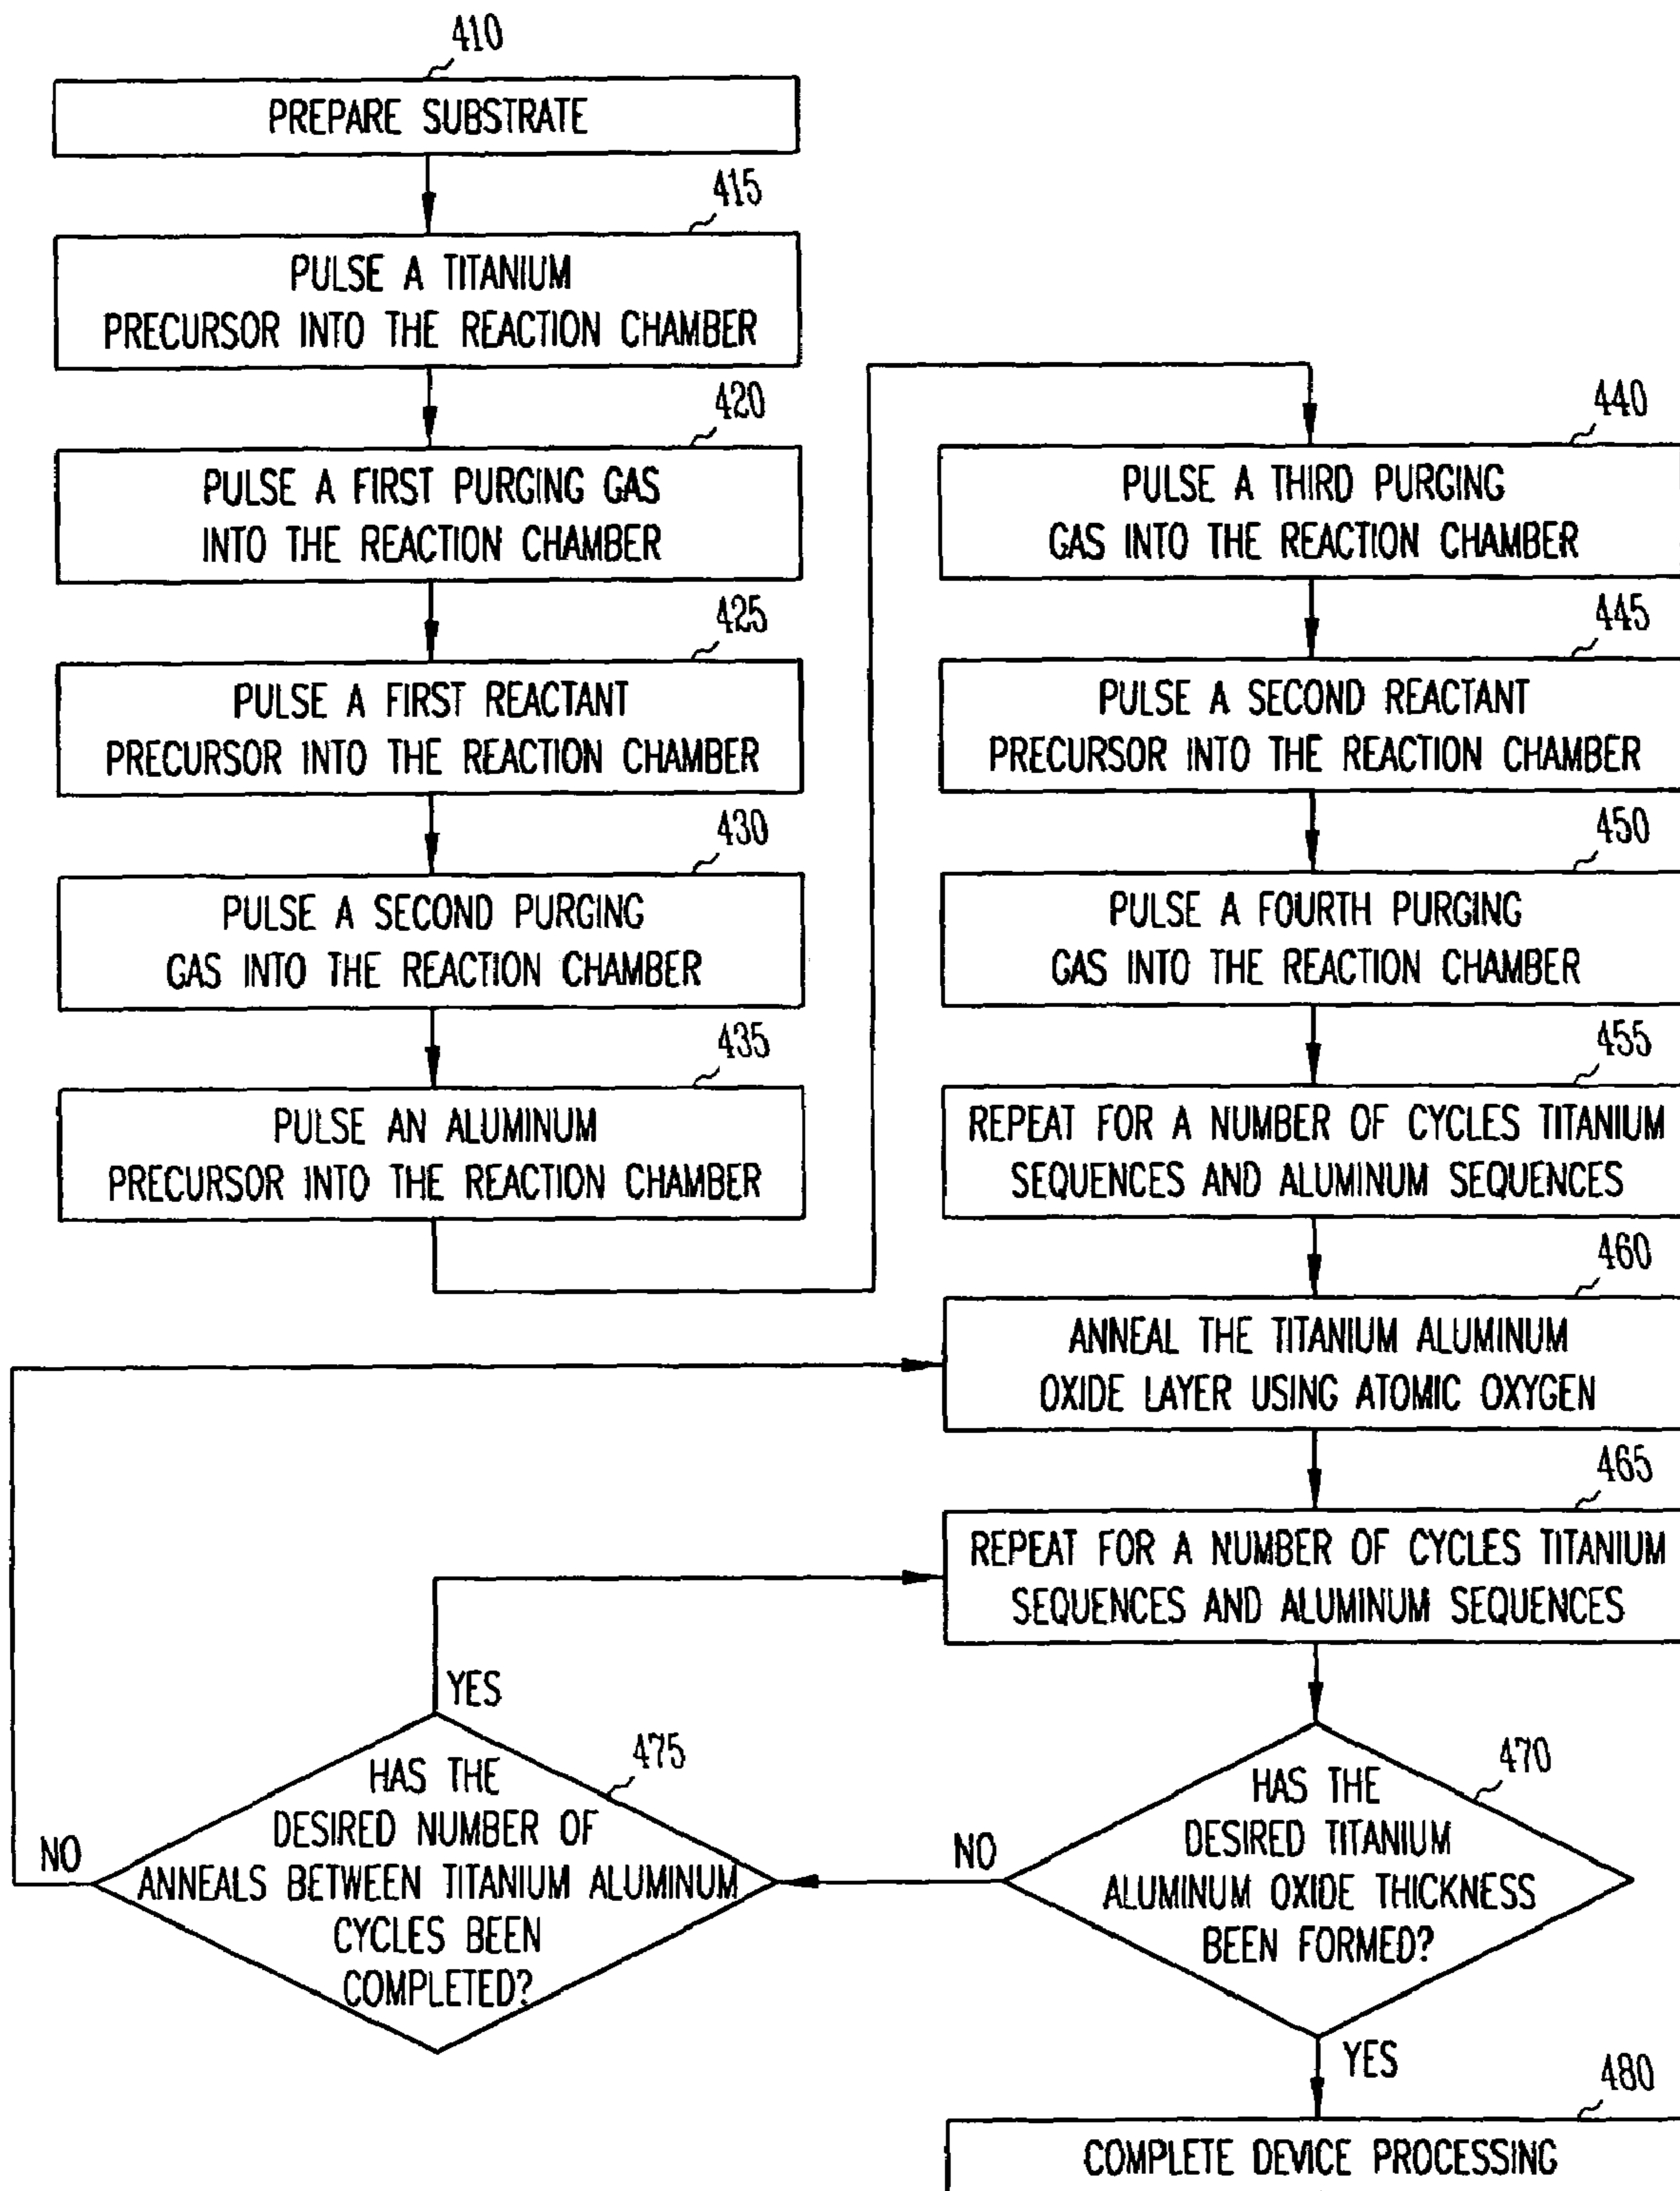 410
PREPARE SUBSTRATE
415
PULSE A TITANIUM
PRECURSOR INTO THE REACTION CHAMBER
420
PULSE A FIRST PURGING GAS
INTO THE REACTION CHAMBER
425
PULSE A FIRST REACTANT
PRECURSOR INTO THE REACTION CHAMBER
430
PULSE A SECOND PURGING
GAS INTO THE REACTION CHAMBER
435
PULSE AN ALUMINUM
PRECURSOR INTO THE REACTION CHAMBER
440
PULSE A THIRD PURGING
GAS INTO THE REACTION CHAMBER
445
PULSE A SECOND REACTANT
PRECURSOR INTO THE REACTION CHAMBER
450
PULSE A FOURTH PURGING
GAS INTO THE REACTION CHAMBER
455
REPEAT FOR A NUMBER OF CYCLES TITANIUM
SEQUENCES AND ALUMINUM SEQUENCES
460
ANNEAL THE TITANIUM ALUMINUM
OXIDE LAYER USING ATOMIC OXYGEN
465
REPEAT FOR A NUMBER OF CYCLES TITANIUM
SEQUENCES AND ALUMINUM SEQUENCES
470
HAS THE
DESIRED TITANIUM
ALUMINUM OXIDE THICKNESS
BEEN FORMED?
NO
YES
475
HAS THE
DESIRED NUMBER OF
ANNEALS BETWEEN TITANIUM ALUMINUM
CYCLES BEEN
COMPLETED?
YES
NO
480
COMPLETE DEVICE PROCESSING